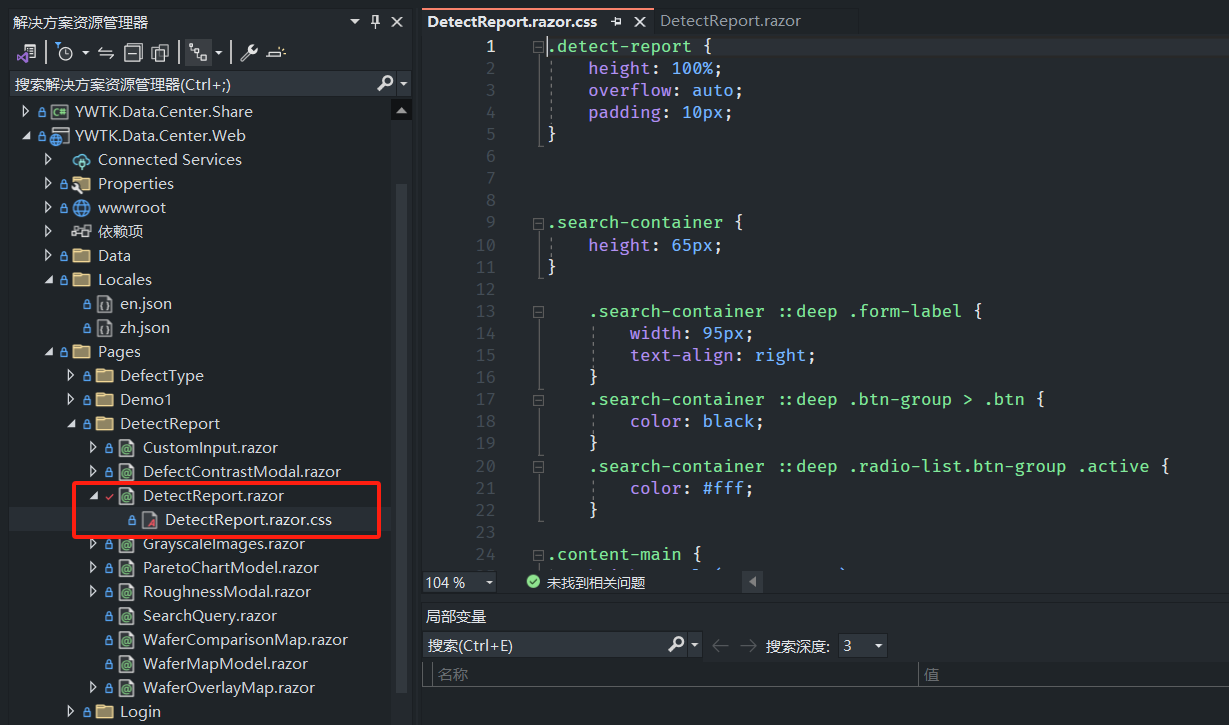 解决方案资源管理器
搜索解决方案资源管理器(Ctrl+;)
YWTK.Data.Center.Share
YWTK.Data.Center.Web
Connected Services
Properties
wwwroot
依赖项
Data
Locales
en.json
zh.json
Pages
DefectType
Demo1
DetectReport
CustomInput.razor
DefectContrastModal.razor
DetectReport.razor
DetectReport.razor.css
GrayscaleImages.razor
ParetoChartModel.razor
RoughnessModal.razor
SearchQuery.razor
WaferComparisonMap.razor
WaferMapModel.razor
WaferOverlayMap.razor
Login
DetectReport.razor.css
DetectReport.razor
1 .detect-report {
2 height: 100%;
3 overflow: auto;
4 padding: 10px;
5 }
6
7
8
9 .search-container {
10 height: 65px;
11 }
12
13 .search-container ::deep .form-label {
14 width: 95px;
15 text-align: right;
16 }
17 .search-container ::deep .btn-group > .btn {
18 color: black;
19 }
20 .search-container ::deep .radio-list.btn-group .active {
21 color: #fff;
22 }
23
24 .content-main {
104 %
未找到相关问题
局部变量
搜索(Ctrl+E)
搜索深度: 3
名称
值